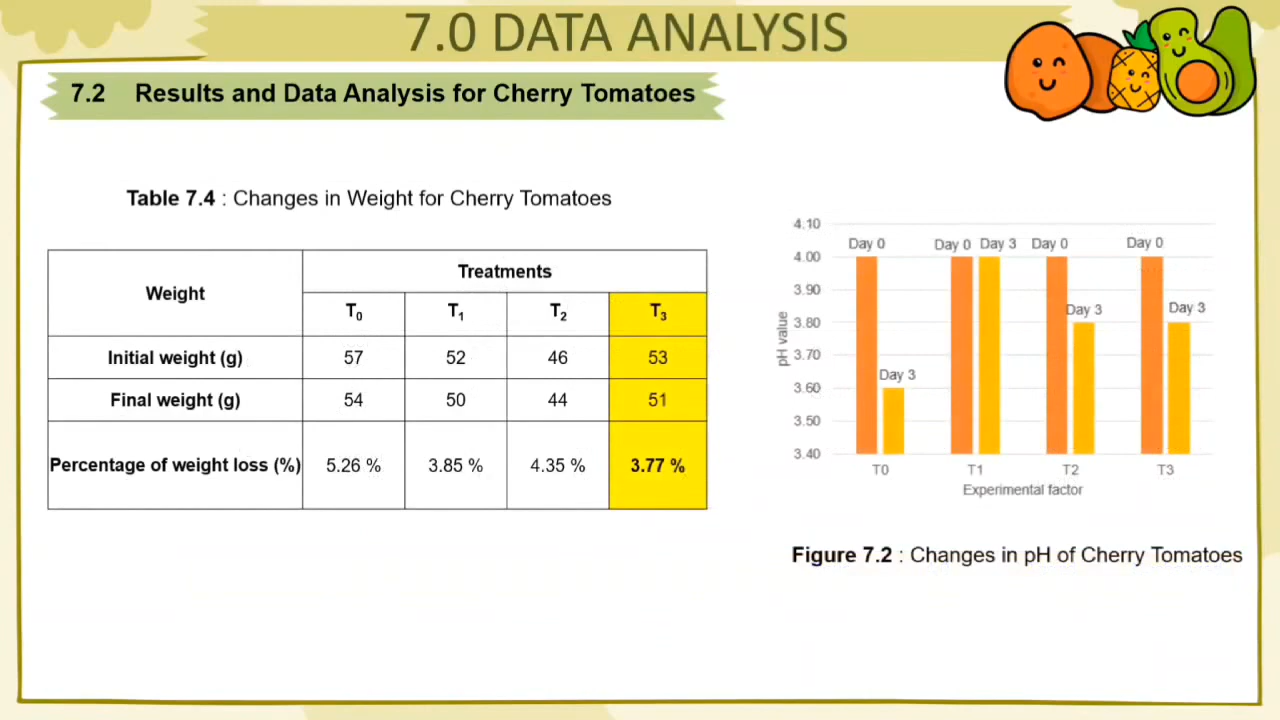 7.0 DATA ANALYSIS
7.2 Results and Data Analysis for Cherry Tomatoes
Table 7.4 : Changes in Weight for Cherry Tomatoes
Weight
Treatments
T0 T1 T2 T3
Initial weight (g) 57 52 46 53
Final weight (g) 54 50 44 51
Percentage of weight loss (%) 5.26 % 3.85 % 4.35 % 3.77 %
pH value
4.10
4.00
3.90
3.80
3.70
3.60
3.50
3.40
Day 0 Day 0 Day 3 Day 0 Day 0
Day 3 Day 3
Day 3
T0 T1 T2 T3
Experimental factor
Figure 7.2 : Changes in pH of Cherry Tomatoes